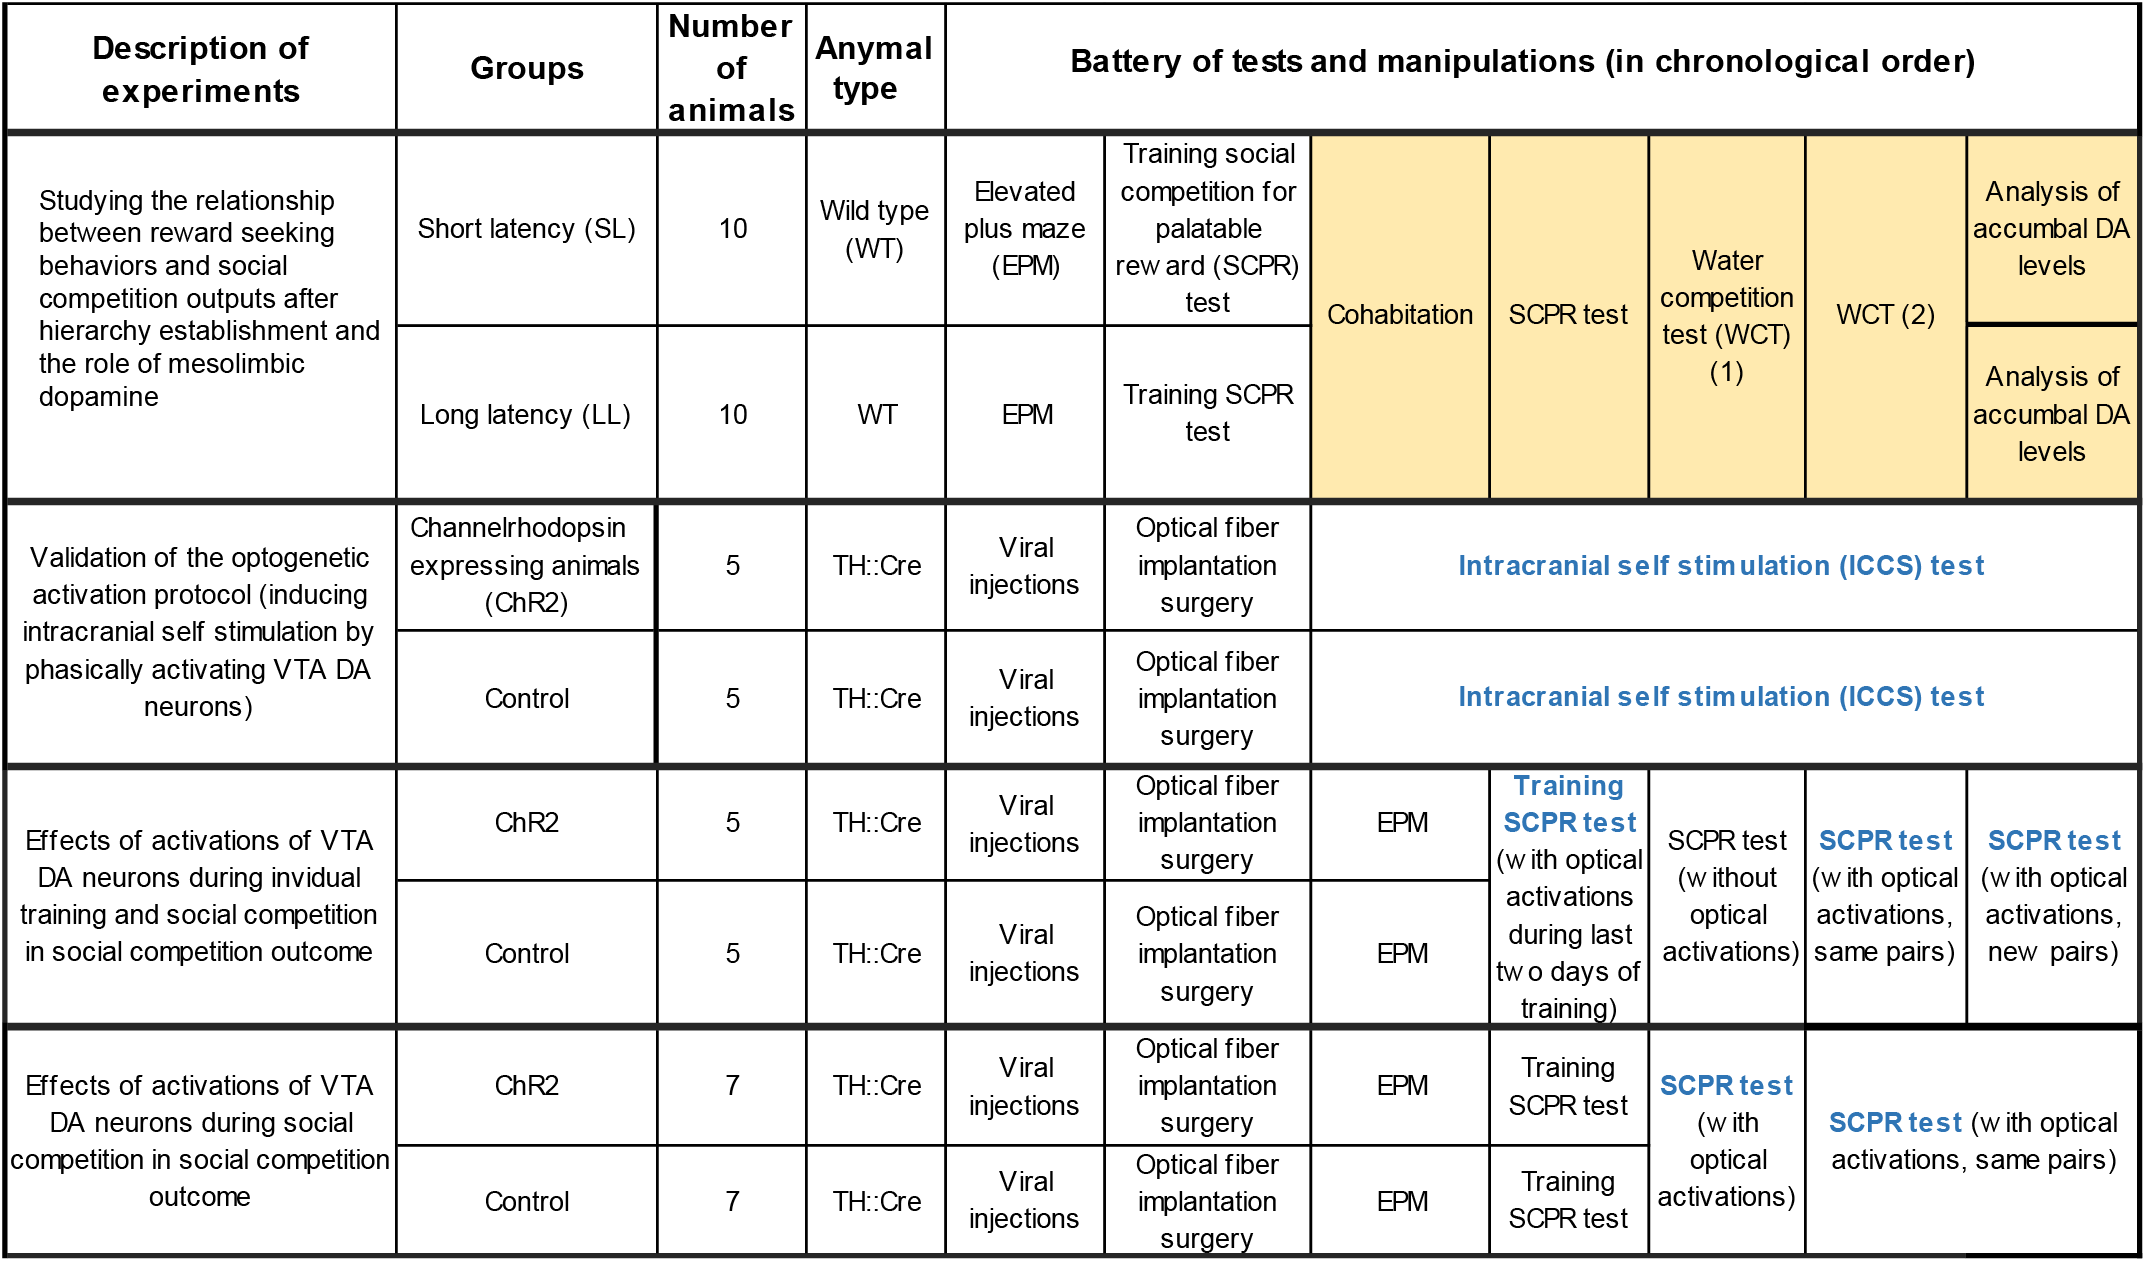 Description of
experiments
Groups
Number
of
animals
Anymal
type
Battery of tests and manipulations (in chronological order)
Studying the relationship
between reward seeking
behaviors and social
competition outputs after
hierarchy establishment and
the role of mesolimbic
dopamine
Short latency (SL)
10
Wild type
(WT)
Elevated
plus maze
(EPM)
Training social
competition for
palatable
reward (SCPR)
test
Cohabitation
SCPR test
Water
competition
test (WCT)
(1)
WCT (2)
Analysis of
accumbal DA
levels
Long latency (LL)
10
WT
EPM
Training SCPR
test
Analysis of
accumbal DA
levels
Validation of the optogenetic
activation protocol (inducing
intracranial self stimulation by
phasically activating VTA DA
neurons)
Channelrhodopsin
expressing animals
(ChR2)
5
TH::Cre
Viral
injections
Optical fiber
implantation
surgery
Intracranial self stimulation (ICCS) test
Control
5
TH::Cre
Viral
injections
Optical fiber
implantation
surgery
Intracranial self stimulation (ICCS) test
Effects of activations of VTA
DA neurons during invidual
training and social competition
in social competition outcome
ChR2
5
TH::Cre
Viral
injections
Optical fiber
implantation
surgery
EPM
Training
SCPR test
(with optical
activations
during last
two days of
training)
SCPR test
(without
optical
activations)
SCPR test
(with optical
activations,
same pairs)
SCPR test
(with optical
activations,
new pairs)
Control
5
TH::Cre
Viral
injections
Optical fiber
implantation
surgery
EPM
Effects of activations of VTA
DA neurons during social
competition in social competition
outcome
ChR2
7
TH::Cre
Viral
injections
Optical fiber
implantation
surgery
EPM
Training
SCPR test
SCPR test
(with
optical
activations)
SCPR test (with optical
activations, same pairs)
Control
7
TH::Cre
Viral
injections
Optical fiber
implantation
surgery
EPM
Training
SCPR test